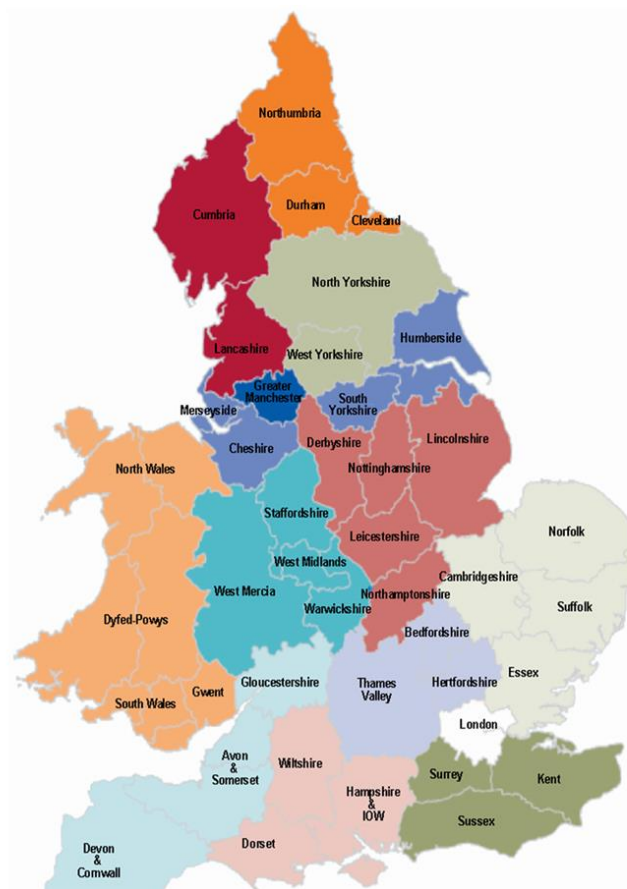 Northumbria
Durham
Cleveland
Cumbria
North Yorkshire
Humberside
Lancashire
West Yorkshire
Greater
Manchester
South
Yorkshire
Merseyside
Cheshire
Derbyshire
Lincolnshire
Nottinghamshire
North Wales
Staffordshire
Leicestershire
Norfolk
West Midlands
Cambridgeshire
West Mercia
Warwickshire
Northamptonshire
Suffolk
Dyfed-Powys
Bedfordshire
Essex
Gloucestershire
Thames
Valley
Hertfordshire
South Wales
Gwent
London
Avon
&
Somerset
Wiltshire
Hampshire
&
IOW
Surrey
Kent
Sussex
Dorset
Devon
&
Cornwall